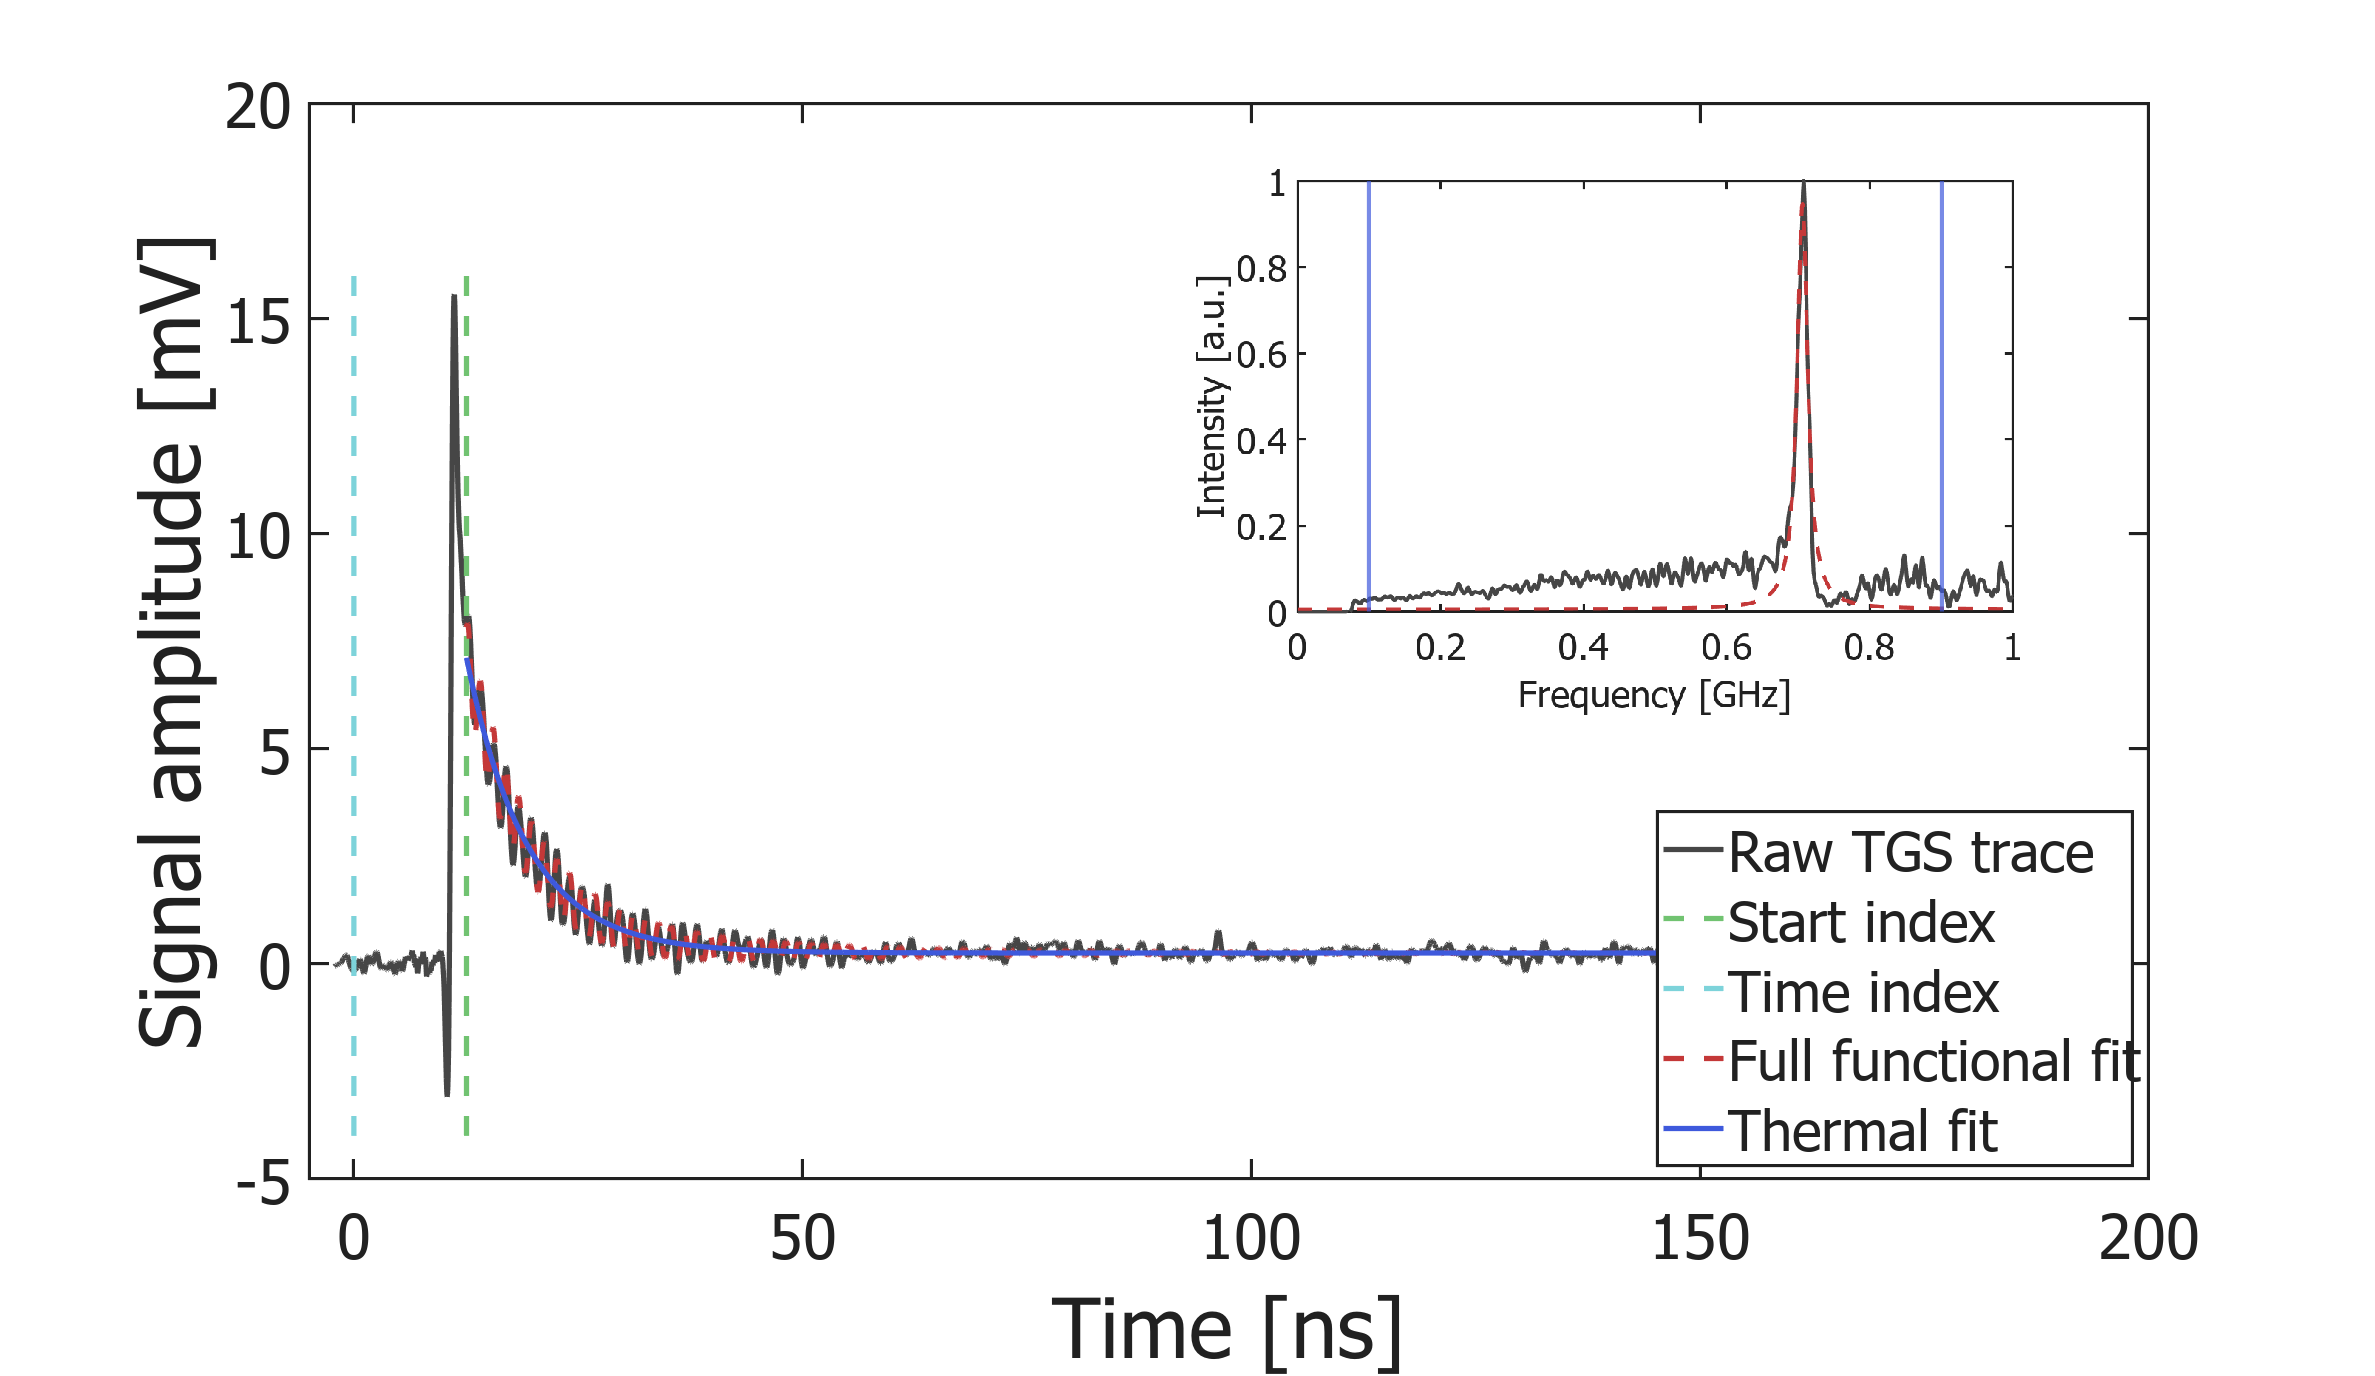 20
15
10
5
0
-5
Signal amplitude [mV]
0 50 100 150 200
Time [ns]
1
0.8
0.6
0.4
0.2
0
Intensity [a.u.]
0 0.2 0.4 0.6 0.8 1
Frequency [GHz]
Raw TGS trace
Start index
Time index
Full functional fit
Thermal fit